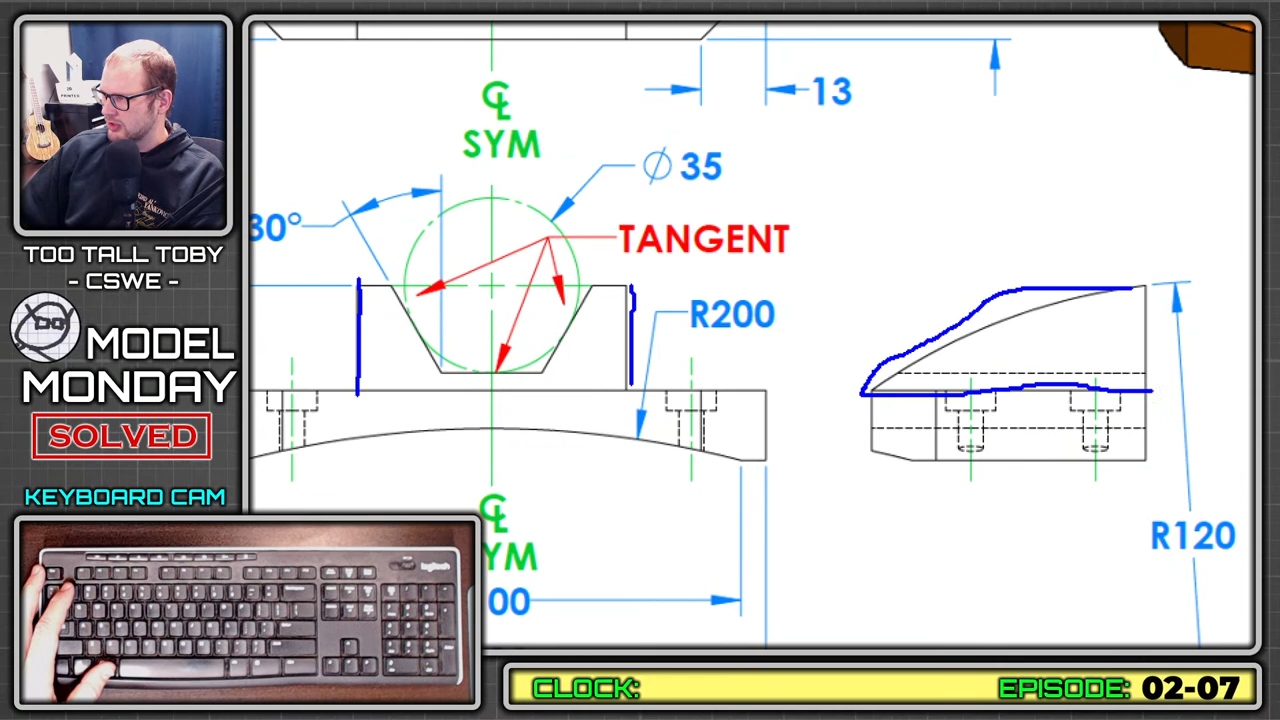 13
℄
SYM
⌀ 35
30°
TANGENT
R200
TOO TALL TOBY
- CSWE -
MODEL
MONDAY
SOLVED
KEYBOARD CAM
℄
YM
R120
00
logitech
CLOCK:
EPISODE: 02-07